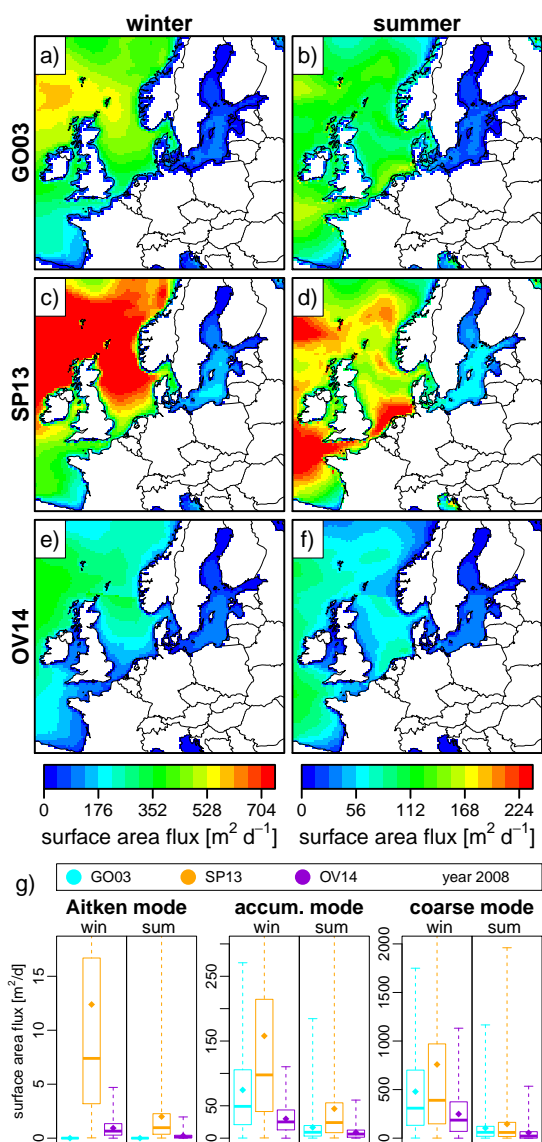 winter summer
a) b)
GO03
c) d)
SP13
e) f)
OV14
0 176 352 528 704 0 56 112 168 224
surface area flux [m² d⁻¹] surface area flux [m² d⁻¹]
g) GO03 SP13 OV14 year 2008
Aitken mode accum. mode coarse mode
win sum win sum win sum
surface area flux [m²/d]
15
10
5
0
300
150
50
0
2000
1500
1000
500
0